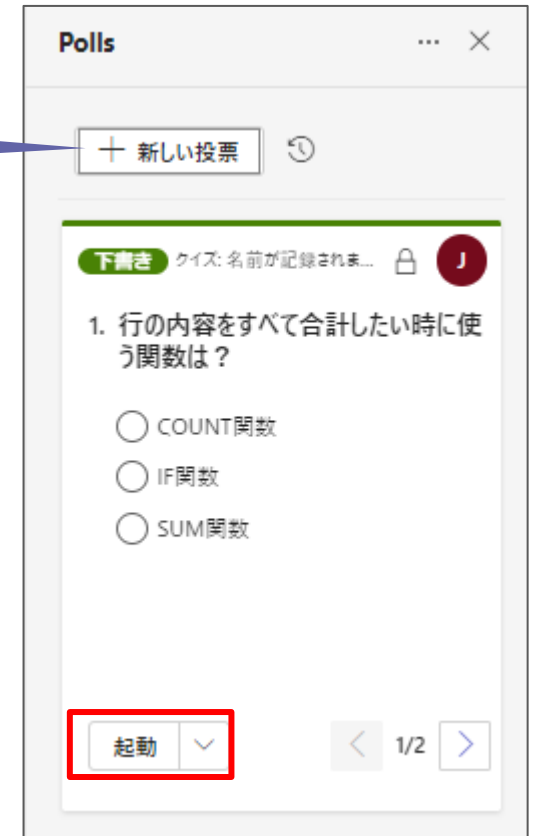 Polls
新しい投票
下書き クイズ: 名前が記録されま... J
1. 行の内容をすべて合計したい時に使
う関数は？
COUNT関数
IF関数
SUM関数
起動 1/2